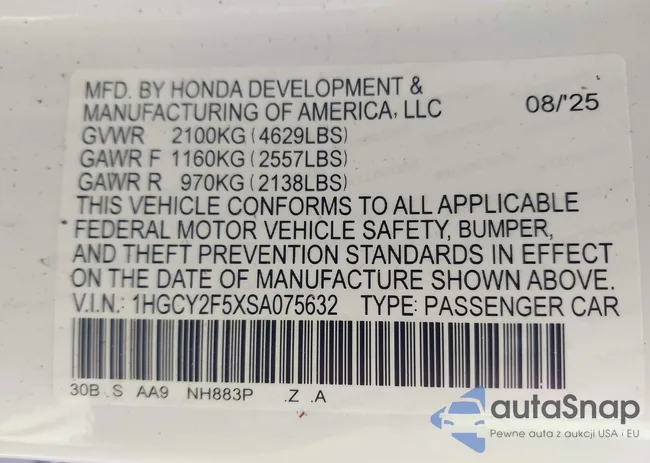 MFD. BY HONDA DEVELOPMENT &
MANUFACTURING OF AMERICA, LLC 08/'25
GVWR 2100KG (4629LBS)
GAWR F 1160KG (2557LBS)
GAWR R 970KG (2138LBS)
THIS VEHICLE CONFORMS TO ALL APPLICABLE
FEDERAL MOTOR VEHICLE SAFETY, BUMPER,
AND THEFT PREVENTION STANDARDS IN EFFECT
ON THE DATE OF MANUFACTURE SHOWN ABOVE.
V.I.N.: 1HGCY2F5XSA075632 TYPE: PASSENGER CAR
30B .S AA9 NH883P .Z .A
autaSnap
Pewne auta z aukcji USA i EU